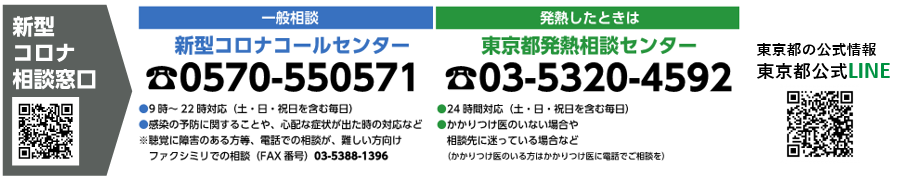 新型
コロナ
相談窓口
一般相談
新型コロナコールセンター
☎0570-550571
●9時~22時対応（土・日・祝日を含む毎日）
●感染の予防に関することや、心配な症状が出た時の対応など
※聴覚に障害のある方等、電話での相談が、難しい方向け
ファクシミリでの相談（FAX 番号）03-5388-1396
発熱したときは
東京都発熱相談センター
☎03-5320-4592
●24時間対応（土・日・祝日を含む毎日）
●かかりつけ医のいない場合や
相談先に迷っている場合など
（かかりつけ医のいる方はかかりつけ医に電話でご相談を）
東京都の公式情報
東京都公式LINE